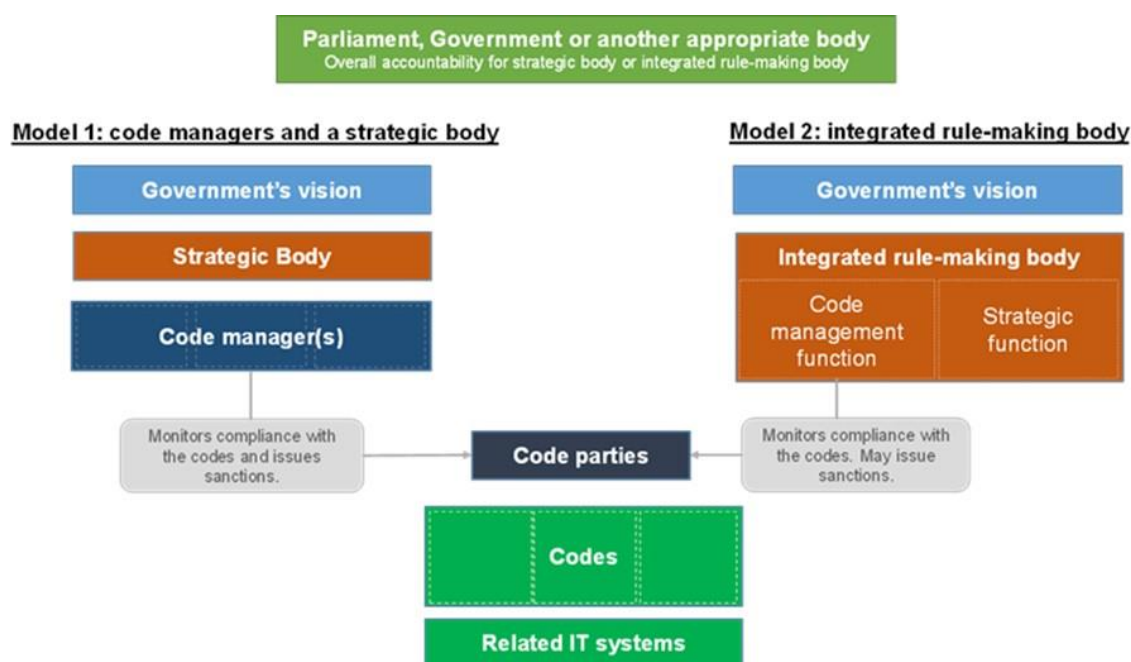 Parliament, Government or another appropriate body
Overall accountability for strategic body or integrated rule-making body
Model 1: code managers and a strategic body
Government's vision
Strategic Body
Code manager(s)
Monitors compliance with
the codes and issues
sanctions.
Model 2: integrated rule-making body
Government's vision
Integrated rule-making body
Code
management
function
Strategic
function
Monitors compliance with
the codes. May issue
sanctions.
Code parties
Codes
Related IT systems